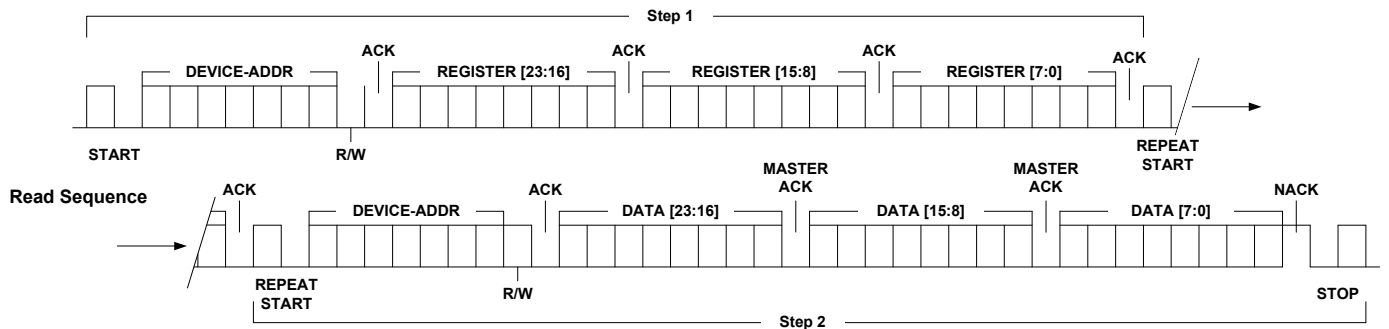 Step 1
ACK ACK ACK ACK
DEVICE-ADDR REGISTER [23:16] REGISTER [15:8] REGISTER [7:0]
START R/W REPEAT
START
Read Sequence
ACK ACK MASTER
ACK MASTER
ACK NACK
DEVICE-ADDR DATA [23:16] DATA [15:8] DATA [7:0]
REPEAT
START R/W STOP
Step 2